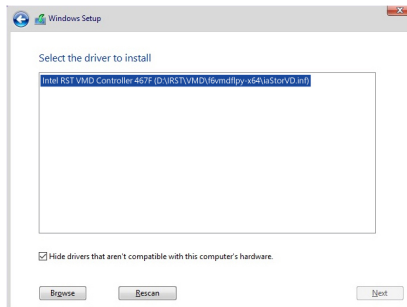 Windows Setup
Select the driver to install
Intel RST VMD Controller 467F (D:\IRST\VMD\f6vmdflpy-x64\iaStorVD.inf)
Hide drivers that aren't compatible with this computer's hardware.
Browse
Rescan
Next